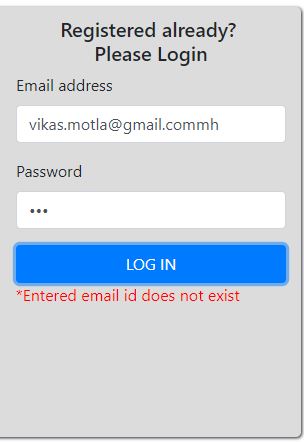 Registered already?
Please Login
Email address
vikas.motla@gmail.commh
Password
•••
LOG IN
*Entered email id does not exist